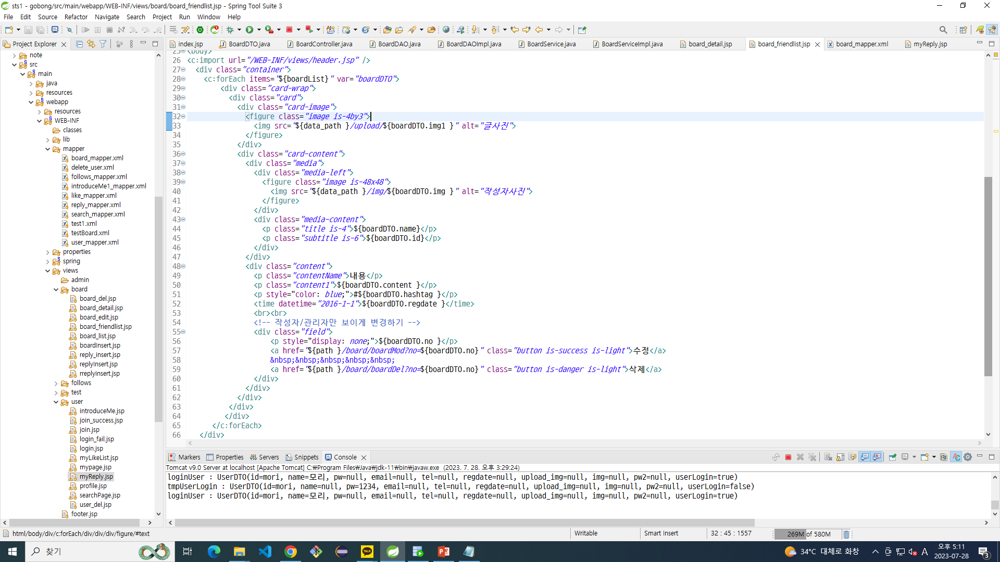 sts1 - gobong/src/main/webapp/WEB-INF/views/board/board_friendlist.jsp - Spring Tool Suite 3
File Edit Source Refactor Navigate Search Project Run Window Help
Project Explorer
note
src
main
java
resources
webapp
resources
WEB-INF
classes
lib
mapper
board_mapper.xml
delete_user.xml
follows_mapper.xml
introduceMe1_mapper.xml
like_mapper.xml
reply_mapper.xml
search_mapper.xml
test1.xml
testBoard.xml
user_mapper.xml
properties
spring
views
admin
board
board_del.jsp
board_detail.jsp
board_edit.jsp
board_friendlist.jsp
board_list.jsp
boardInsert.jsp
reply_insert.jsp
replyInsert.jsp
rreplyinsert.jsp
follows
test
user
introduceMe.jsp
join_success.jsp
join.jsp
login_fail.jsp
login.jsp
myLikeList.jsp
mypage.jsp
myReply.jsp
profile.jsp
searchPage.jsp
user_del.jsp
footer.jsp
index.jsp BoardDTO.java BoardController.java BoardDAO.java BoardDAOImpl.java BoardService.java BoardServiceImpl.java board_detail.jsp board_friendlist.jsp board_mapper.xml myReply.jsp
25 <body>
26 <c:import url="/WEB-INF/views/header.jsp" />
27 <div class="container">
28 <c:forEach items="${boardList}" var="boardDTO">
29 <div class="card-wrap">
30 <div class="card">
31 <div class="card-image">
32 <figure class="image is-4by3">
33 <img src="${data_path }/upload/${boardDTO.img1 }" alt="글사진">
34 </figure>
35 </div>
36 <div class="card-content">
37 <div class="media">
38 <div class="media-left">
39 <figure class="image is-48x48">
40 <img src="${data_path }/img/${boardDTO.img }" alt="작성자사진">
41 </figure>
42 </div>
43 <div class="media-content">
44 <p class="title is-4">${boardDTO.name}</p>
45 <p class="subtitle is-6">${boardDTO.id}</p>
46 </div>
47 </div>
48 <div class="content">
49 <p class="contentName">내용</p>
50 <p class="content1">${boardDTO.content }</p>
51 <p style="color: blue;">#${boardDTO.hashtag }</p>
52 <time datetime="2016-1-1">${boardDTO.regdate }</time>
53 <br><br>
54 <!-- 작성자/관리자만 보이게 변경하기 -->
55 <div class="field">
56 <p style="display: none;">${boardDTO.no }</p>
57 <a href="${path }/board/boardMod?no=${boardDTO.no}" class="button is-success is-light">수정</a>
58 &nbsp;&nbsp;&nbsp;&nbsp;&nbsp;
59 <a href="${path }/board/boardDel?no=${boardDTO.no}" class="button is-danger is-light">삭제</a>
60 </div>
61 </div>
62 </div>
63 </div>
64 </div>
65 </c:forEach>
66 </div>
Markers Properties Servers Snippets Console
Tomcat v9.0 Server at localhost [Apache Tomcat] C:₩Program Files₩Java₩jdk-11₩bin₩javaw.exe (2023. 7. 28. 오후 3:29:24)
loginUser : UserDTO(id=mori, name=모리, pw=null, email=null, tel=null, regdate=null, upload_img=null, img=null, pw2=null, userLogin=true)
tmpUserLogin : UserDTO(id=mori, name=null, pw=1234, email=null, tel=null, regdate=null, upload_img=null, img=null, pw2=null, userLogin=false)
loginUser : UserDTO(id=mori, name=모리, pw=null, email=null, tel=null, regdate=null, upload_img=null, img=null, pw2=null, userLogin=true)
html/body/div/c:forEach/div/div/div/figure/#text Writable Smart Insert 32 : 45 : 1557 269M of 580M
찾기 TALK 34°C 대체로 화창 A 오후 5:11
2023-07-28 3